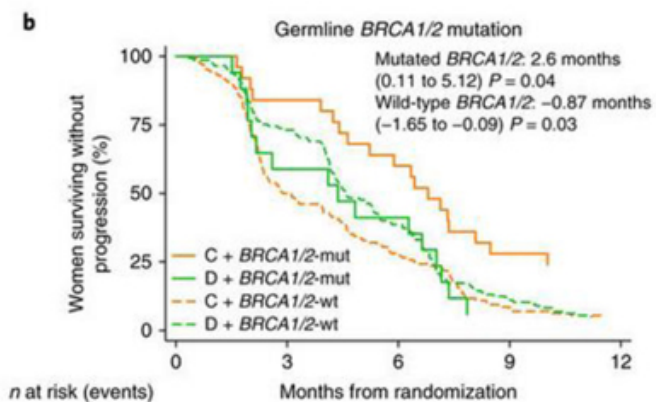 b
Germline BRCA1/2 mutation
Mutated BRCA1/2: 2.6 months
(0.11 to 5.12) P = 0.04
Wild-type BRCA1/2: −0.87 months
(−1.65 to −0.09) P = 0.03
Women surviving without
progression (%)
100
75
50
25
0
C + BRCA1/2-mut
D + BRCA1/2-mut
C + BRCA1/2-wt
D + BRCA1/2-wt
0 3 6 9 12
n at risk (events) Months from randomization